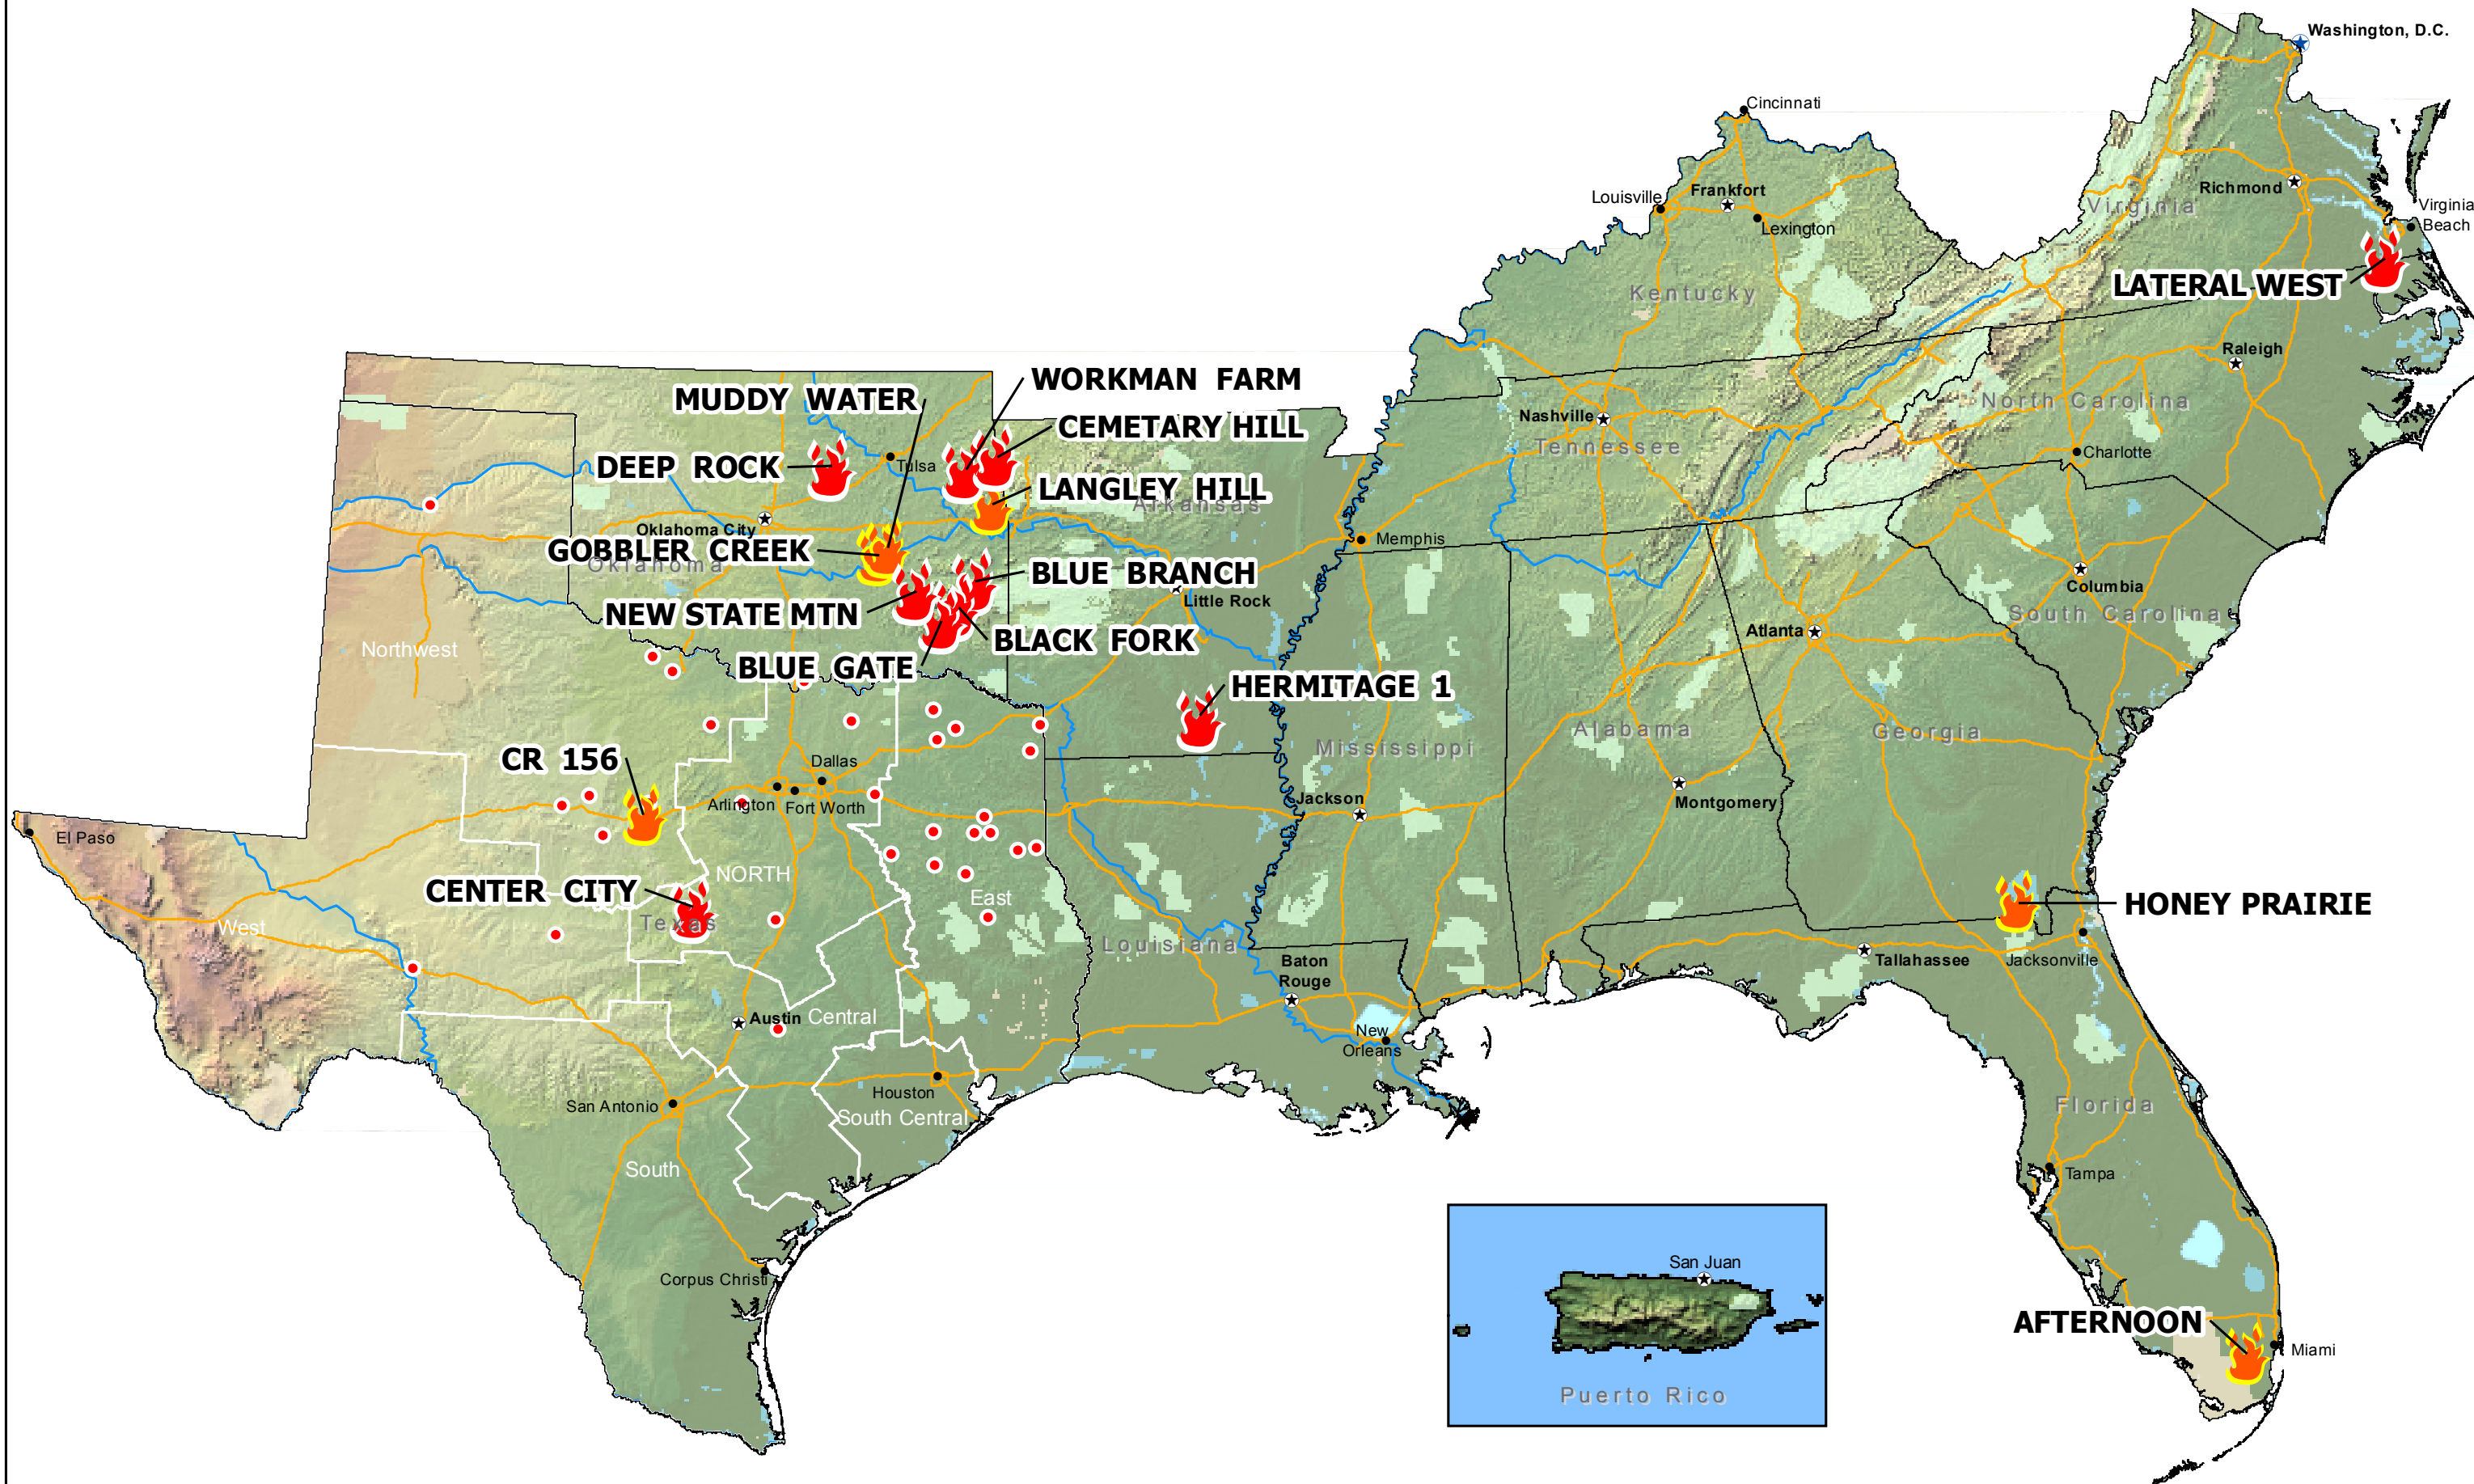 Washington, D.C.
Cincinnati
Louisville
Frankfort
Lexington
Richmond
Virginia
Virginia
Beach
LATERAL WEST
Kentucky
Raleigh
WORKMAN FARM
MUDDY WATER
North Carolina
Nashville
Tennessee
CEMETARY HILL
Charlotte
DEEP ROCK
Tulsa
LANGLEY HILL
Arkansas
Oklahoma City
Memphis
GOBBLER CREEK
Oklahoma
BLUE BRANCH
Columbia
Little Rock
South Carolina
NEW STATE MTN
Atlanta
BLACK FORK
Northwest
BLUE GATE
HERMITAGE 1
Alabama
Georgia
Mississippi
CR 156
Dallas
Jackson
Arlington
Fort Worth
Montgomery
El Paso
NORTH
CENTER CITY
East
HONEY PRAIRIE
Texas
West
Louisiana
Baton
Rouge
Tallahassee
Jacksonville
Austin
Central
New
Orleans
Houston
San Antonio
South Central
Florida
South
Tampa
San Juan
Corpus Christi
AFTERNOON
Miami
Puerto Rico